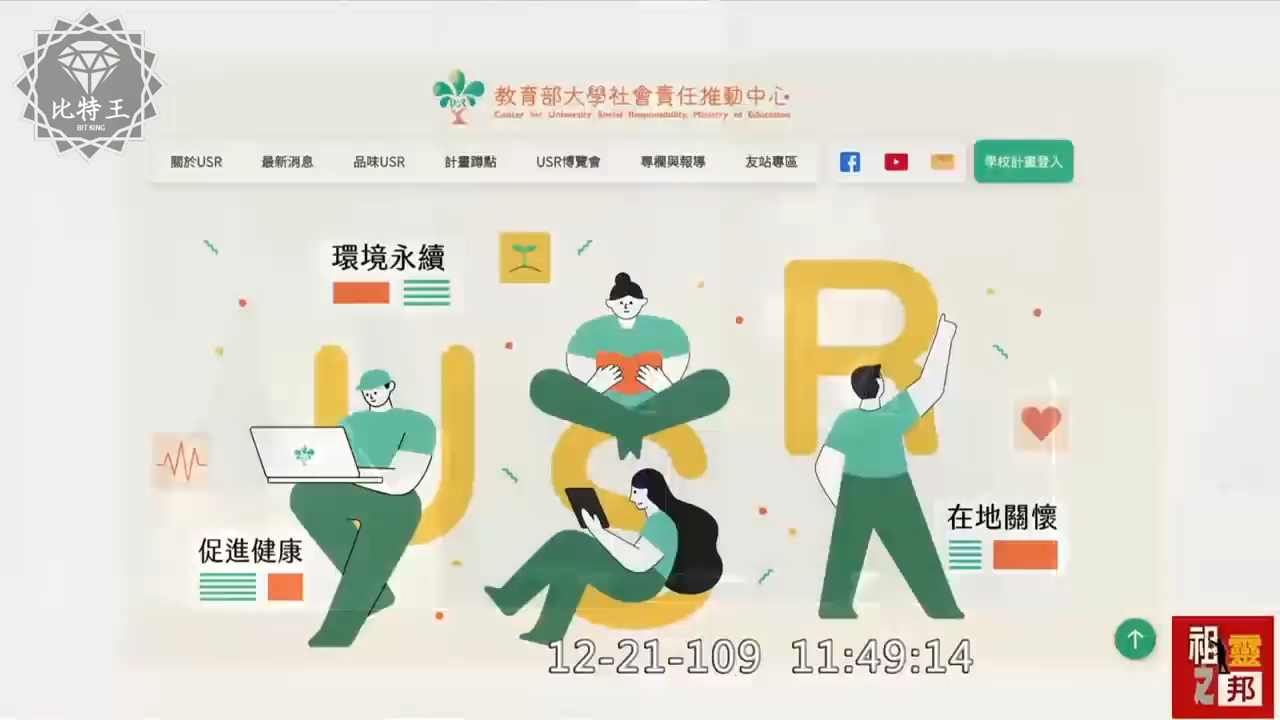 比特王
BIT KING
教育部大學社會責任推動中心
Center for University Social Responsibility, Ministry of Education
關於USR 最新消息 品味USR 計畫蹲點 USR博覽會 專欄與報導 友站專區 學校計畫登入
環境永續
USR
促進健康
在地關懷
12-21-109 11:49:14
祖靈之邦